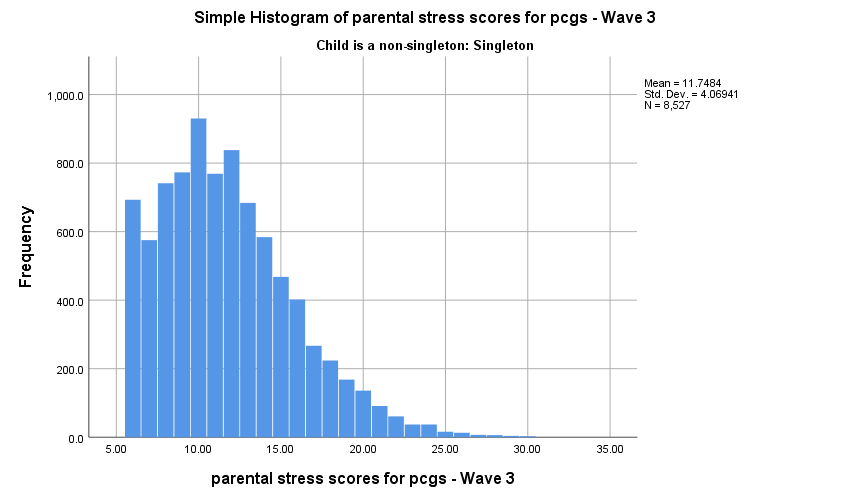 Simple Histogram of parental stress scores for pcgs - Wave 3
Child is a non-singleton: Singleton
Mean = 11.7484
Std. Dev. = 4.06941
N = 8,527
1,000.0
800.0
600.0
400.0
200.0
0.0
Frequency
5.00 10.00 15.00 20.00 25.00 30.00 35.00
parental stress scores for pcgs - Wave 3